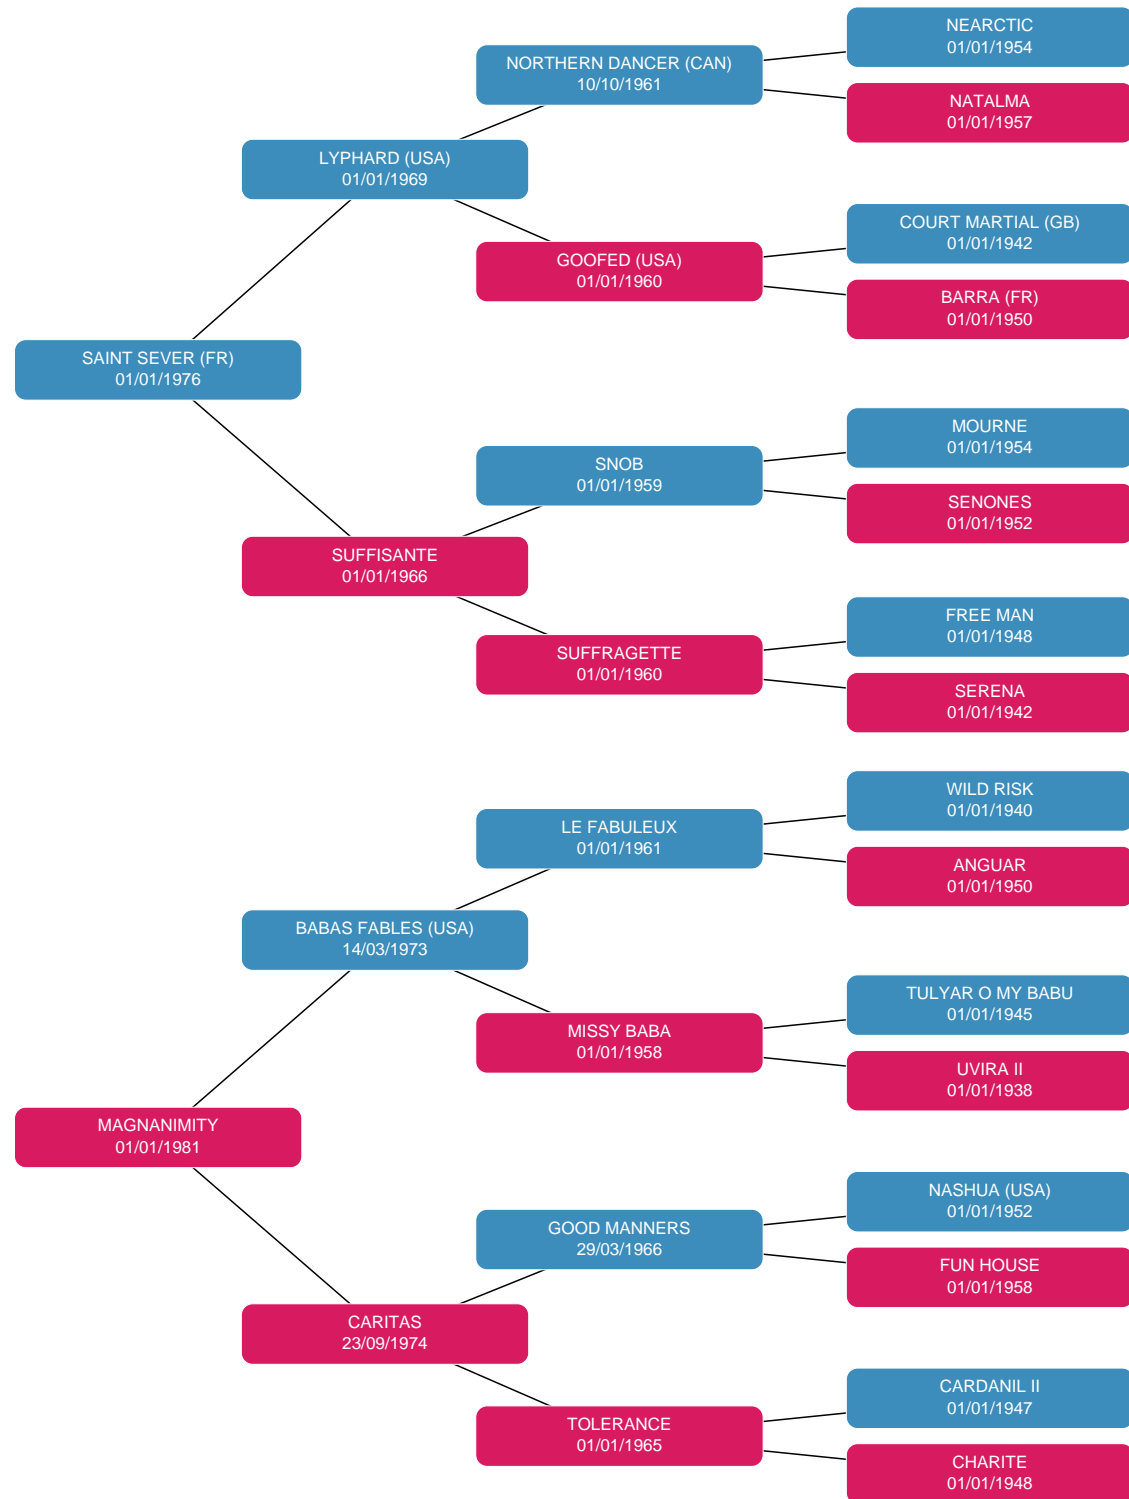 NEARCTIC
01/01/1954
NORTHERN DANCER (CAN)
10/10/1961
NATALMA
01/01/1957
LYPHARD (USA)
01/01/1969
COURT MARTIAL (GB)
01/01/1942
GOOFED (USA)
01/01/1960
BARRA (FR)
01/01/1950
SAINT SEVER (FR)
01/01/1976
MOURNE
01/01/1954
SNOB
01/01/1959
SENONES
01/01/1952
SUFFISANTE
01/01/1966
FREE MAN
01/01/1948
SUFFRAGETTE
01/01/1960
SERENA
01/01/1942
WILD RISK
01/01/1940
LE FABULEUX
01/01/1961
ANGUAR
01/01/1950
BABAS FABLES (USA)
14/03/1973
TULYAR O MY BABU
01/01/1945
MISSY BABA
01/01/1958
UVIRA II
01/01/1938
MAGNANIMITY
01/01/1981
NASHUA (USA)
01/01/1952
GOOD MANNERS
29/03/1966
FUN HOUSE
01/01/1958
CARITAS
23/09/1974
CARDANIL II
01/01/1947
TOLERANCE
01/01/1965
CHARITE
01/01/1948